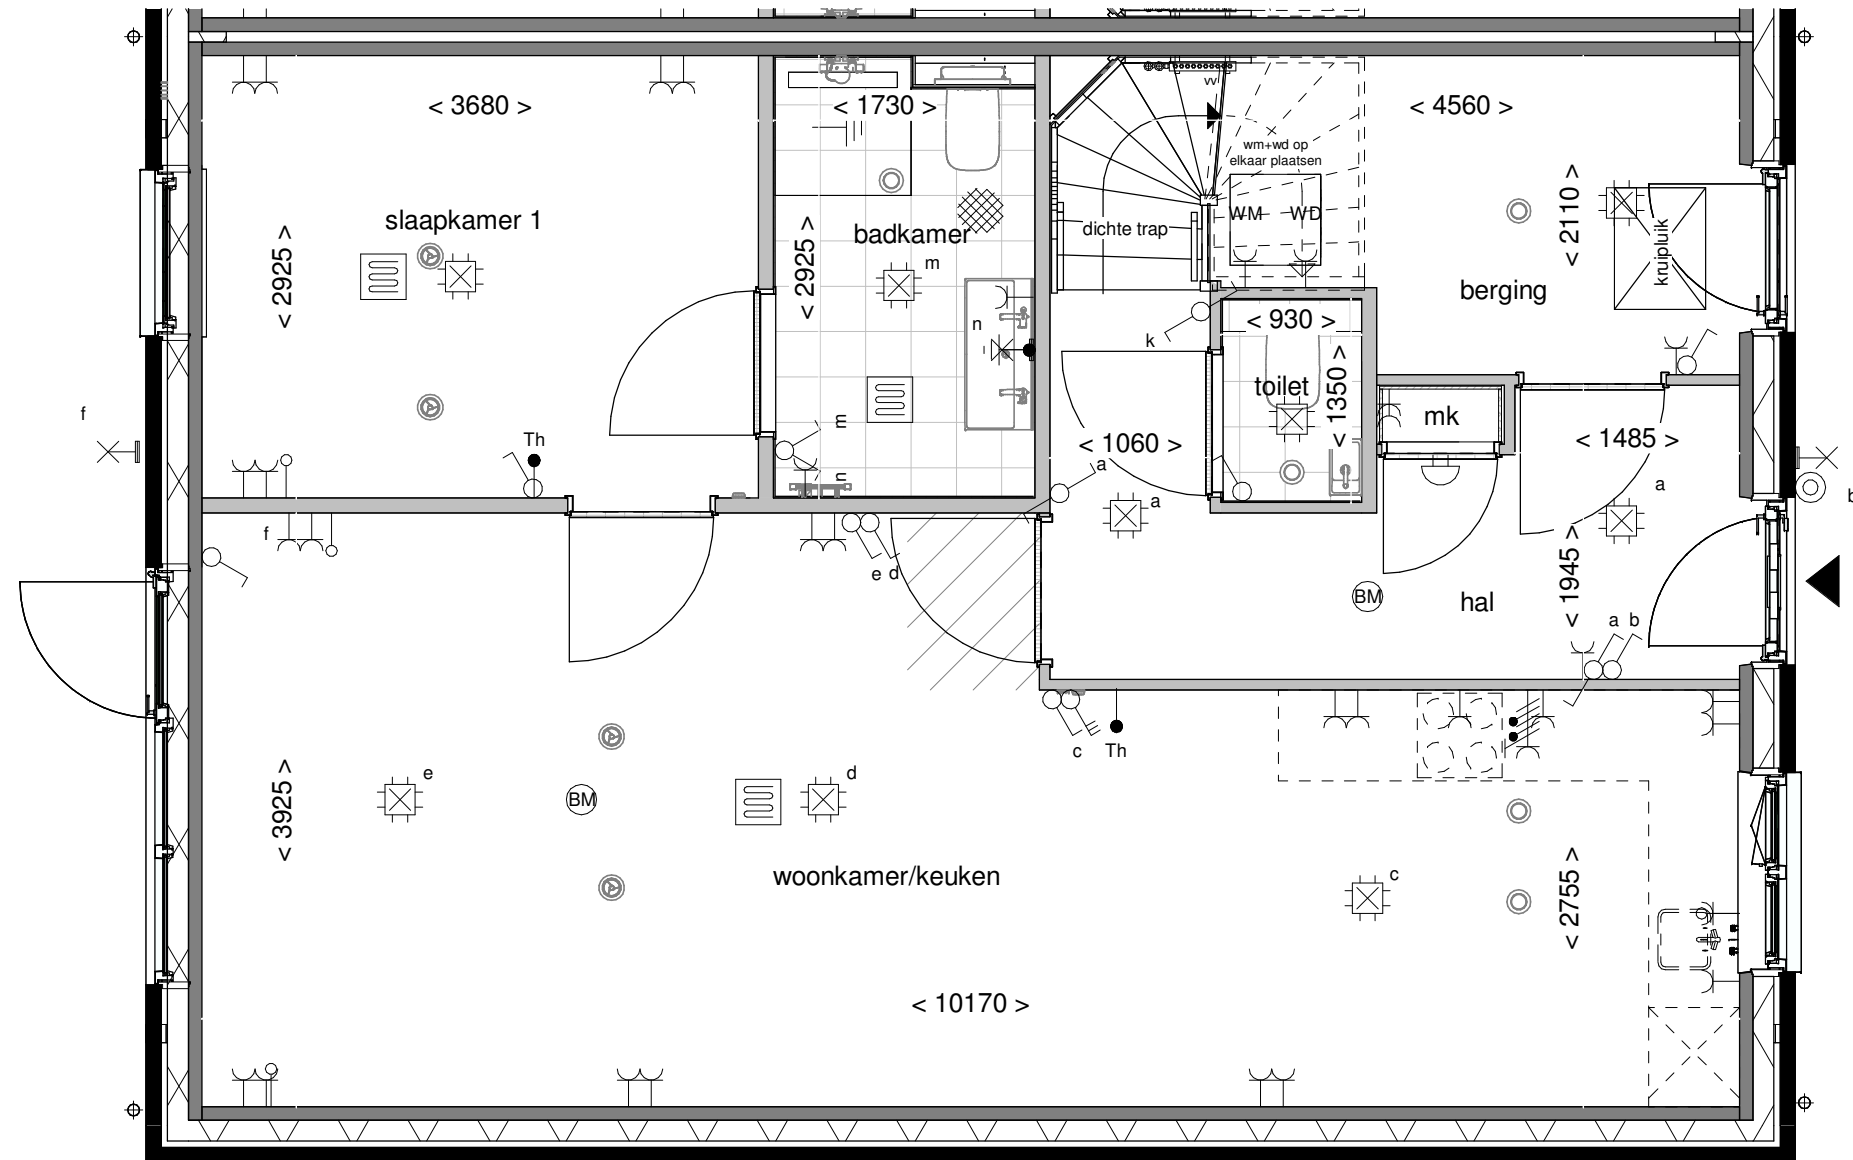 < 3680 >
< 1730 >
< 4560 >
vv
wm+wd op
elkaar plaatsen
< 2110 >
WM
WD
slaapkamer 1
badkamer
dichte trap
kruipluik
< 2925 >
< 2925 >
m
berging
n
k
< 930 >
toilet
< 1350 >
mk
< 1060 >
< 1485 >
f
Th
m
n
a
a
a
b
f
e d
BM
hal
< 1945 >
a b
c
Th
e
BM
d
< 3925 >
woonkamer/keuken
c
< 2755 >
< 10170 >